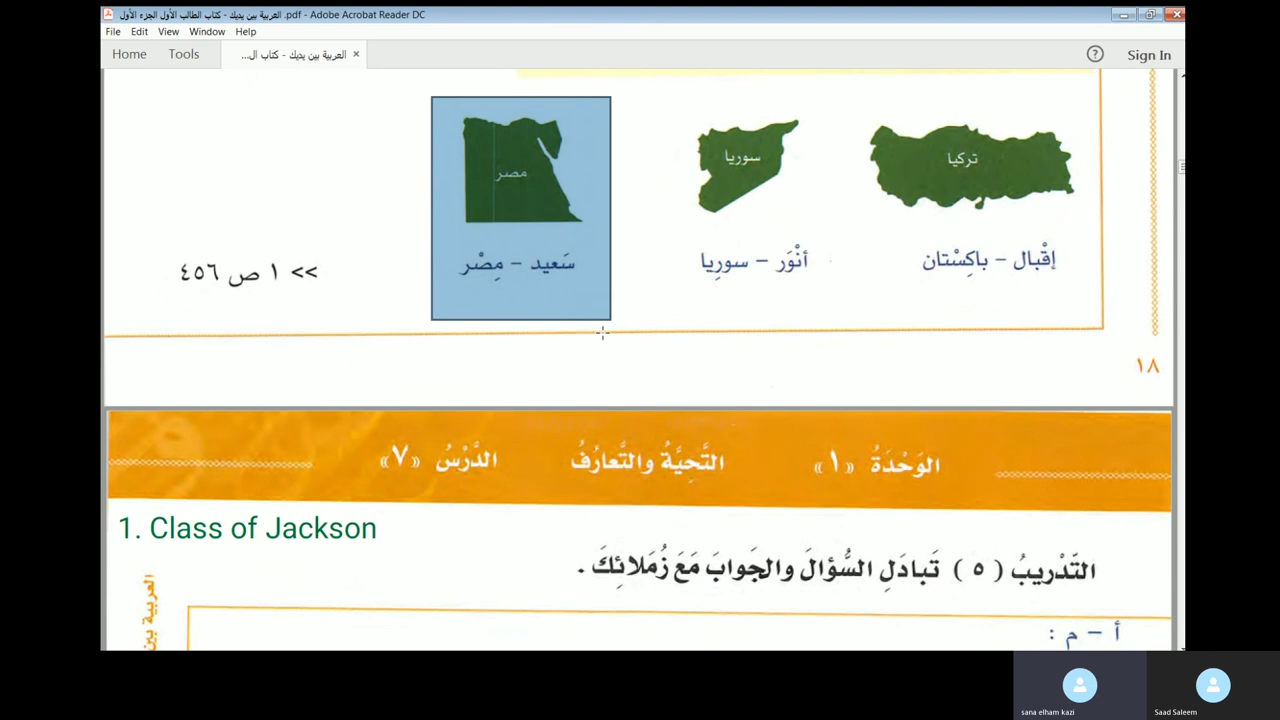 العربية بين يديك - كتاب الطالب الأول الجزء الأول .pdf - Adobe Acrobat Reader DC
File Edit View Window Help
Home Tools العربية بين يديك - كتاب ال... × ? Sign In
تركيا
سوريا
مصر
إقْبال – باكِسْتان
أنْوَر – سورِيا
سَعيد – مِصْر
>> ١ ص ٤٥٦
١٨
الوَحْدَةُ «١» التَّحِيَّةُ والتَّعارُفُ الدَّرْسُ «٧»
1. Class of Jackson
التّدْريبُ ( ٥ ) تَبادَلِ السُّؤالَ والجَوابَ مَعَ زُمَلائِكَ .
أ – م :
العربية بين
sana elham kazi
Saad Saleem